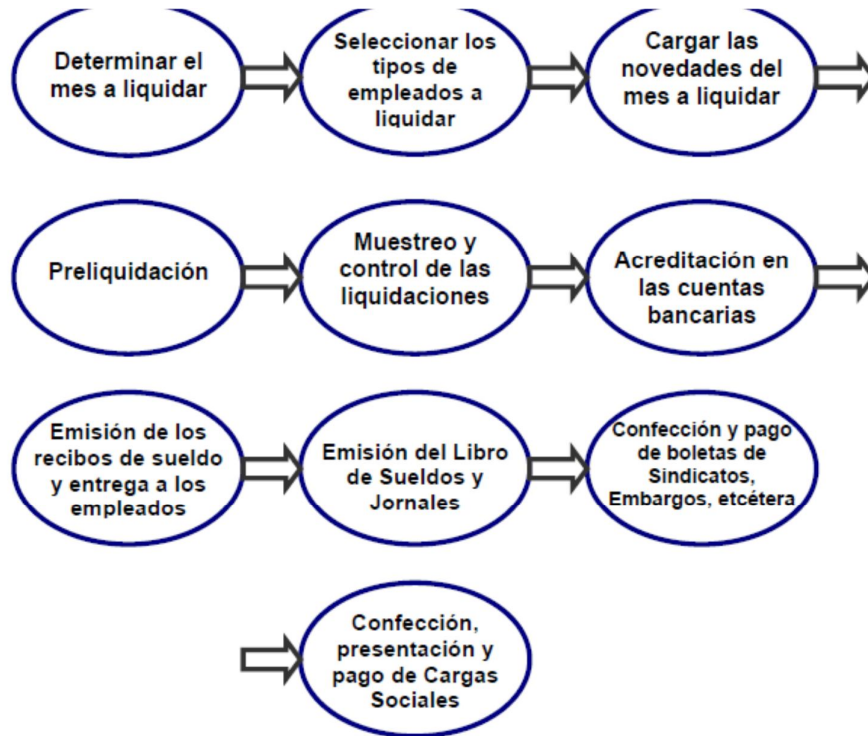 Determinar el
mes a liquidar
Seleccionar los
tipos de
empleados a
liquidar
Cargar las
novedades del
mes a liquidar
Preliquidación
Muestreo y
control de las
liquidaciones
Acreditación en
las cuentas
bancarias
Emisión de los
recibos de sueldo
y entrega a los
empleados
Emisión del Libro
de Sueldos y
Jornales
Confección y pago
de boletas de
Sindicatos,
Embargos, etcétera
Confección,
presentación y
pago de Cargas
Sociales